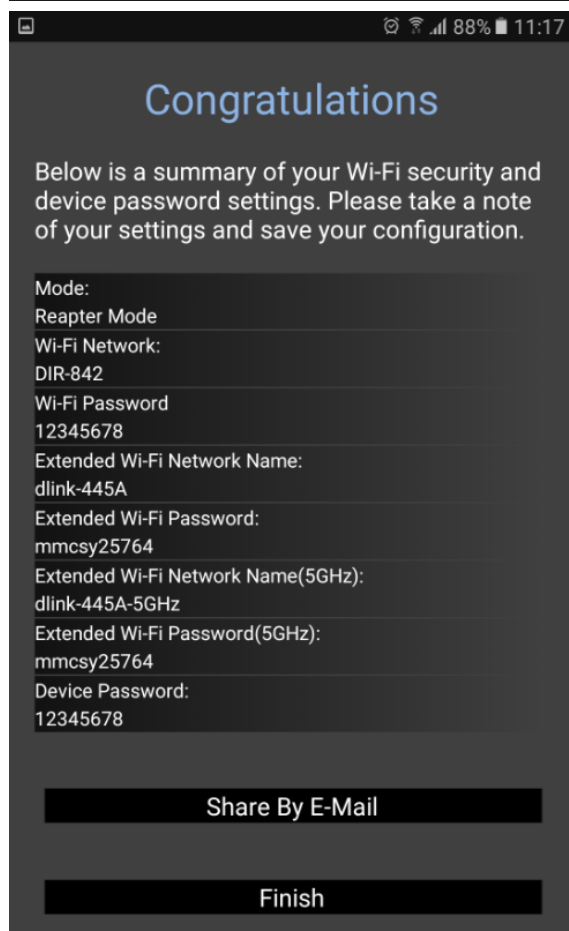 88% 11:17
Congratulations
Below is a summary of your Wi-Fi security and
device password settings. Please take a note
of your settings and save your configuration.
Mode:
Reapter Mode
Wi-Fi Network:
DIR-842
Wi-Fi Password
12345678
Extended Wi-Fi Network Name:
dlink-445A
Extended Wi-Fi Password:
mmcsy25764
Extended Wi-Fi Network Name(5GHz):
dlink-445A-5GHz
Extended Wi-Fi Password(5GHz):
mmcsy25764
Device Password:
12345678
Share By E-Mail
Finish